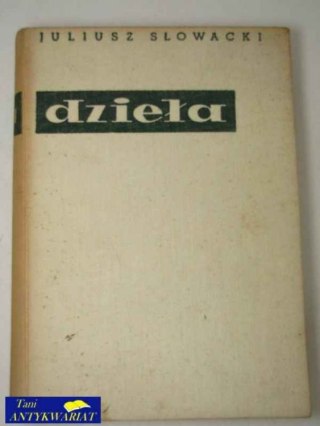 JULIUSZ SŁOWACKI
dzieła
Tani
ANTYKWARIAT